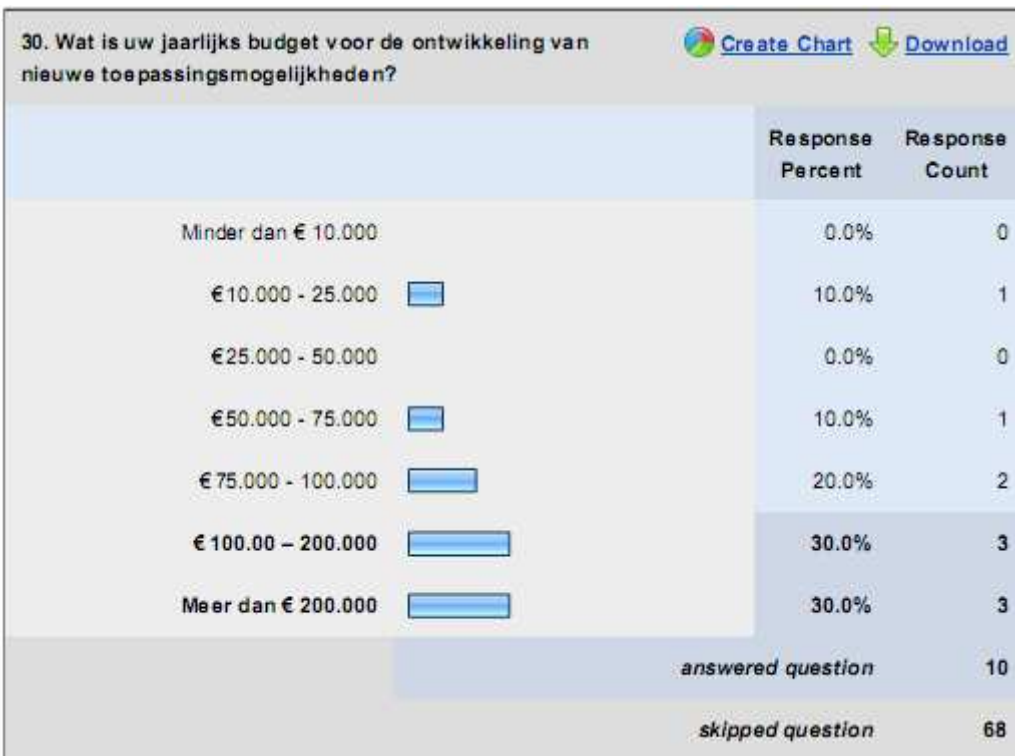 30. Wat is uw jaarlijks budget voor de ontwikkeling van
nieuwe toepassingsmogelijkheden?
Create Chart Download
Response Percent
Response Count
Minder dan € 10.000 0.0% 0
€10.000 - 25.000 10.0% 1
€25.000 - 50.000 0.0% 0
€50.000 - 75.000 10.0% 1
€ 75.000 - 100.000 20.0% 2
€ 100.00 – 200.000 30.0% 3
Meer dan € 200.000 30.0% 3
answered question 10
skipped question 68